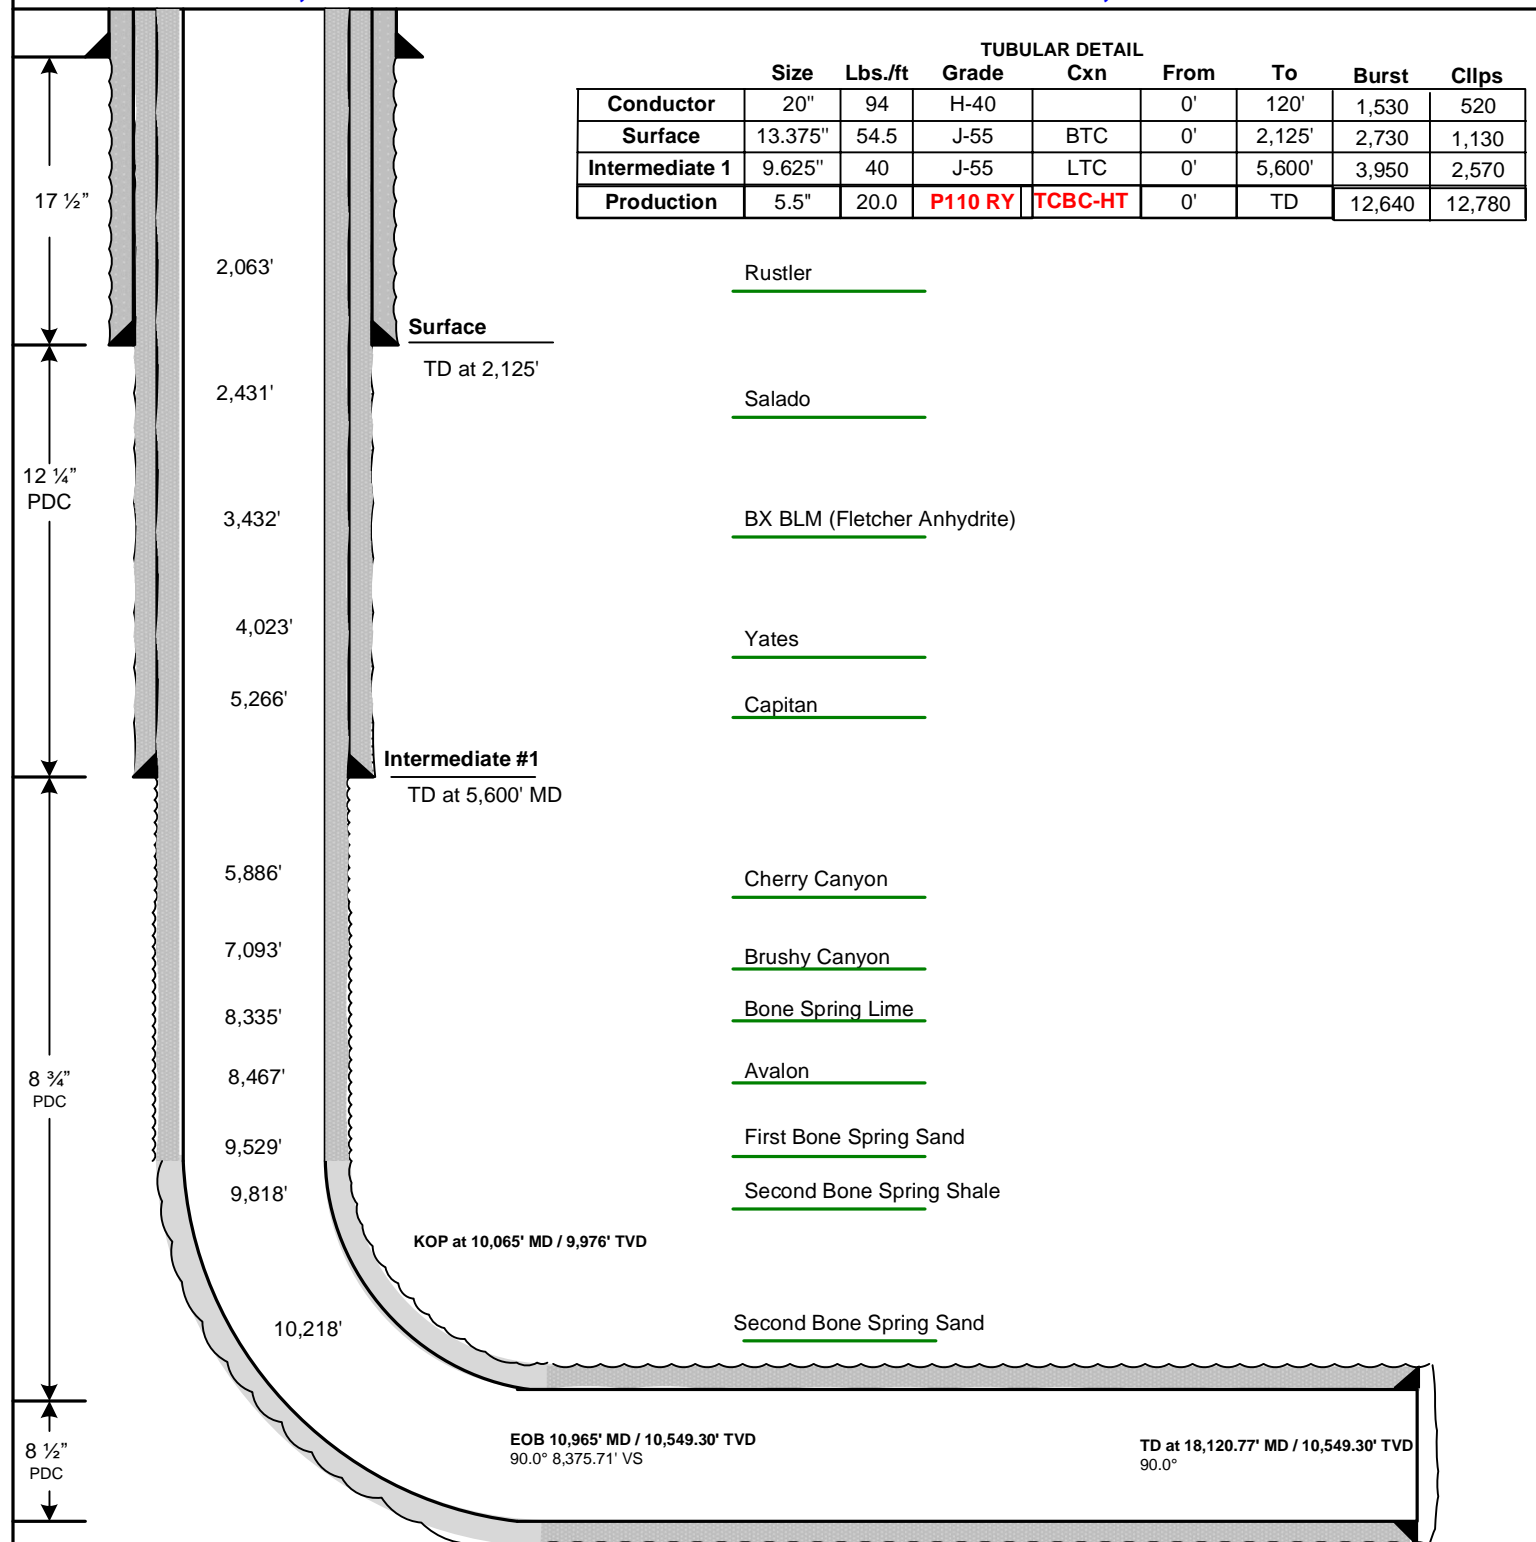 TUBULAR DETAIL
Size Lbs./ft Grade Cxn From To Burst Cllps
Conductor 20" 94 H-40 0' 120' 1,530 520
Surface 13.375" 54.5 J-55 BTC 0' 2,125' 2,730 1,130
Intermediate 1 9.625" 40 J-55 LTC 0' 5,600' 3,950 2,570
Production 5.5" 20.0 P110 RY TCBC-HT 0' TD 12,640 12,780
17 ½”
2,063' Rustler
Surface
TD at 2,125'
2,431' Salado
12 ¼”
PDC
3,432' BX BLM (Fletcher Anhydrite)
4,023' Yates
5,266' Capitan
Intermediate #1
TD at 5,600' MD
5,886' Cherry Canyon
7,093' Brushy Canyon
8,335' Bone Spring Lime
8 ¾”
PDC
8,467' Avalon
9,529' First Bone Spring Sand
9,818' Second Bone Spring Shale
KOP at 10,065' MD / 9,976' TVD
10,218' Second Bone Spring Sand
8 ½”
PDC
EOB 10,965' MD / 10,549.30' TVD
90.0° 8,375.71' VS
TD at 18,120.77' MD / 10,549.30' TVD
90.0°